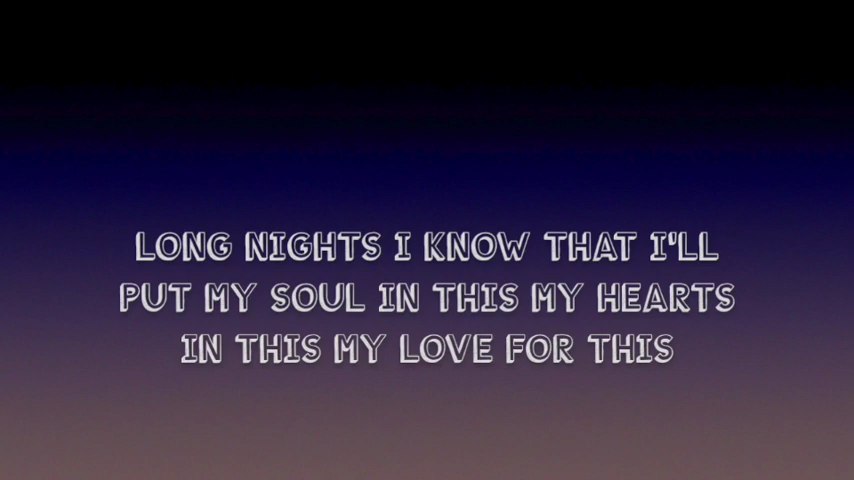 LONG NIGHTS I KNOW THAT I'LL
PUT MY SOUL IN THIS MY HEARTS
IN THIS MY LOVE FOR THIS